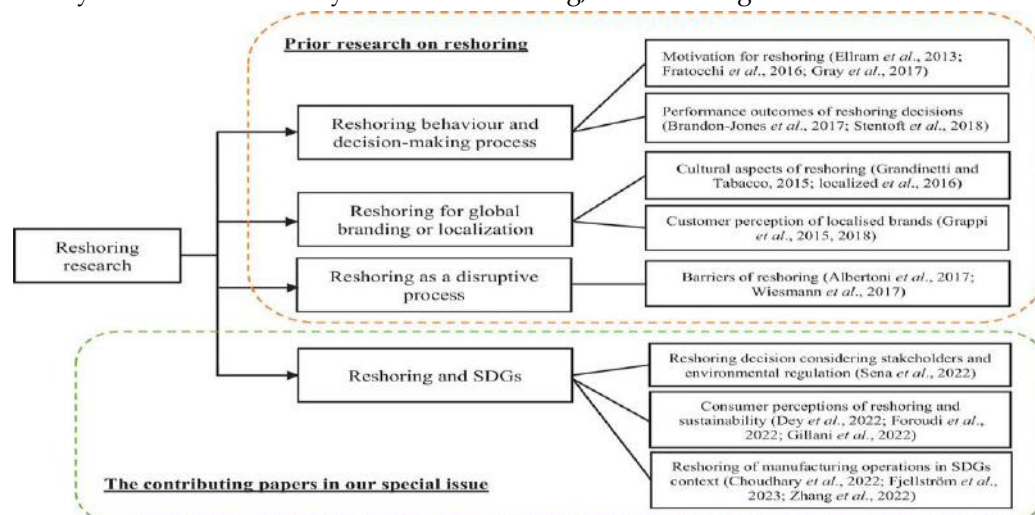 Prior research on reshoring
Motivation for reshoring (Ellram et al., 2013;
Fratocchi et al., 2016; Gray et al., 2017)
Reshoring behaviour and
decision-making process
Performance outcomes of reshoring decisions
(Brandon-Jones et al., 2017; Stentoft et al., 2018)
Cultural aspects of reshoring (Grandinetti and
Tabacco, 2015; localized et al., 2016)
Reshoring for global
branding or localization
Customer perception of localised brands (Grappi
et al., 2015, 2018)
Reshoring
research
Reshoring as a disruptive
process
Barriers of reshoring (Albertoni et al., 2017;
Wiesmann et al., 2017)
Reshoring and SDGs
Reshoring decision considering stakeholders and
environmental regulation (Sena et al., 2022)
Consumer perceptions of reshoring and
sustainability (Dey et al., 2022; Foroudi et al.,
2022; Gillani et al., 2022)
Reshoring of manufacturing operations in SDGs
context (Choudhary et al., 2022; Fjellström et al.,
2023; Zhang et al., 2022)
The contributing papers in our special issue